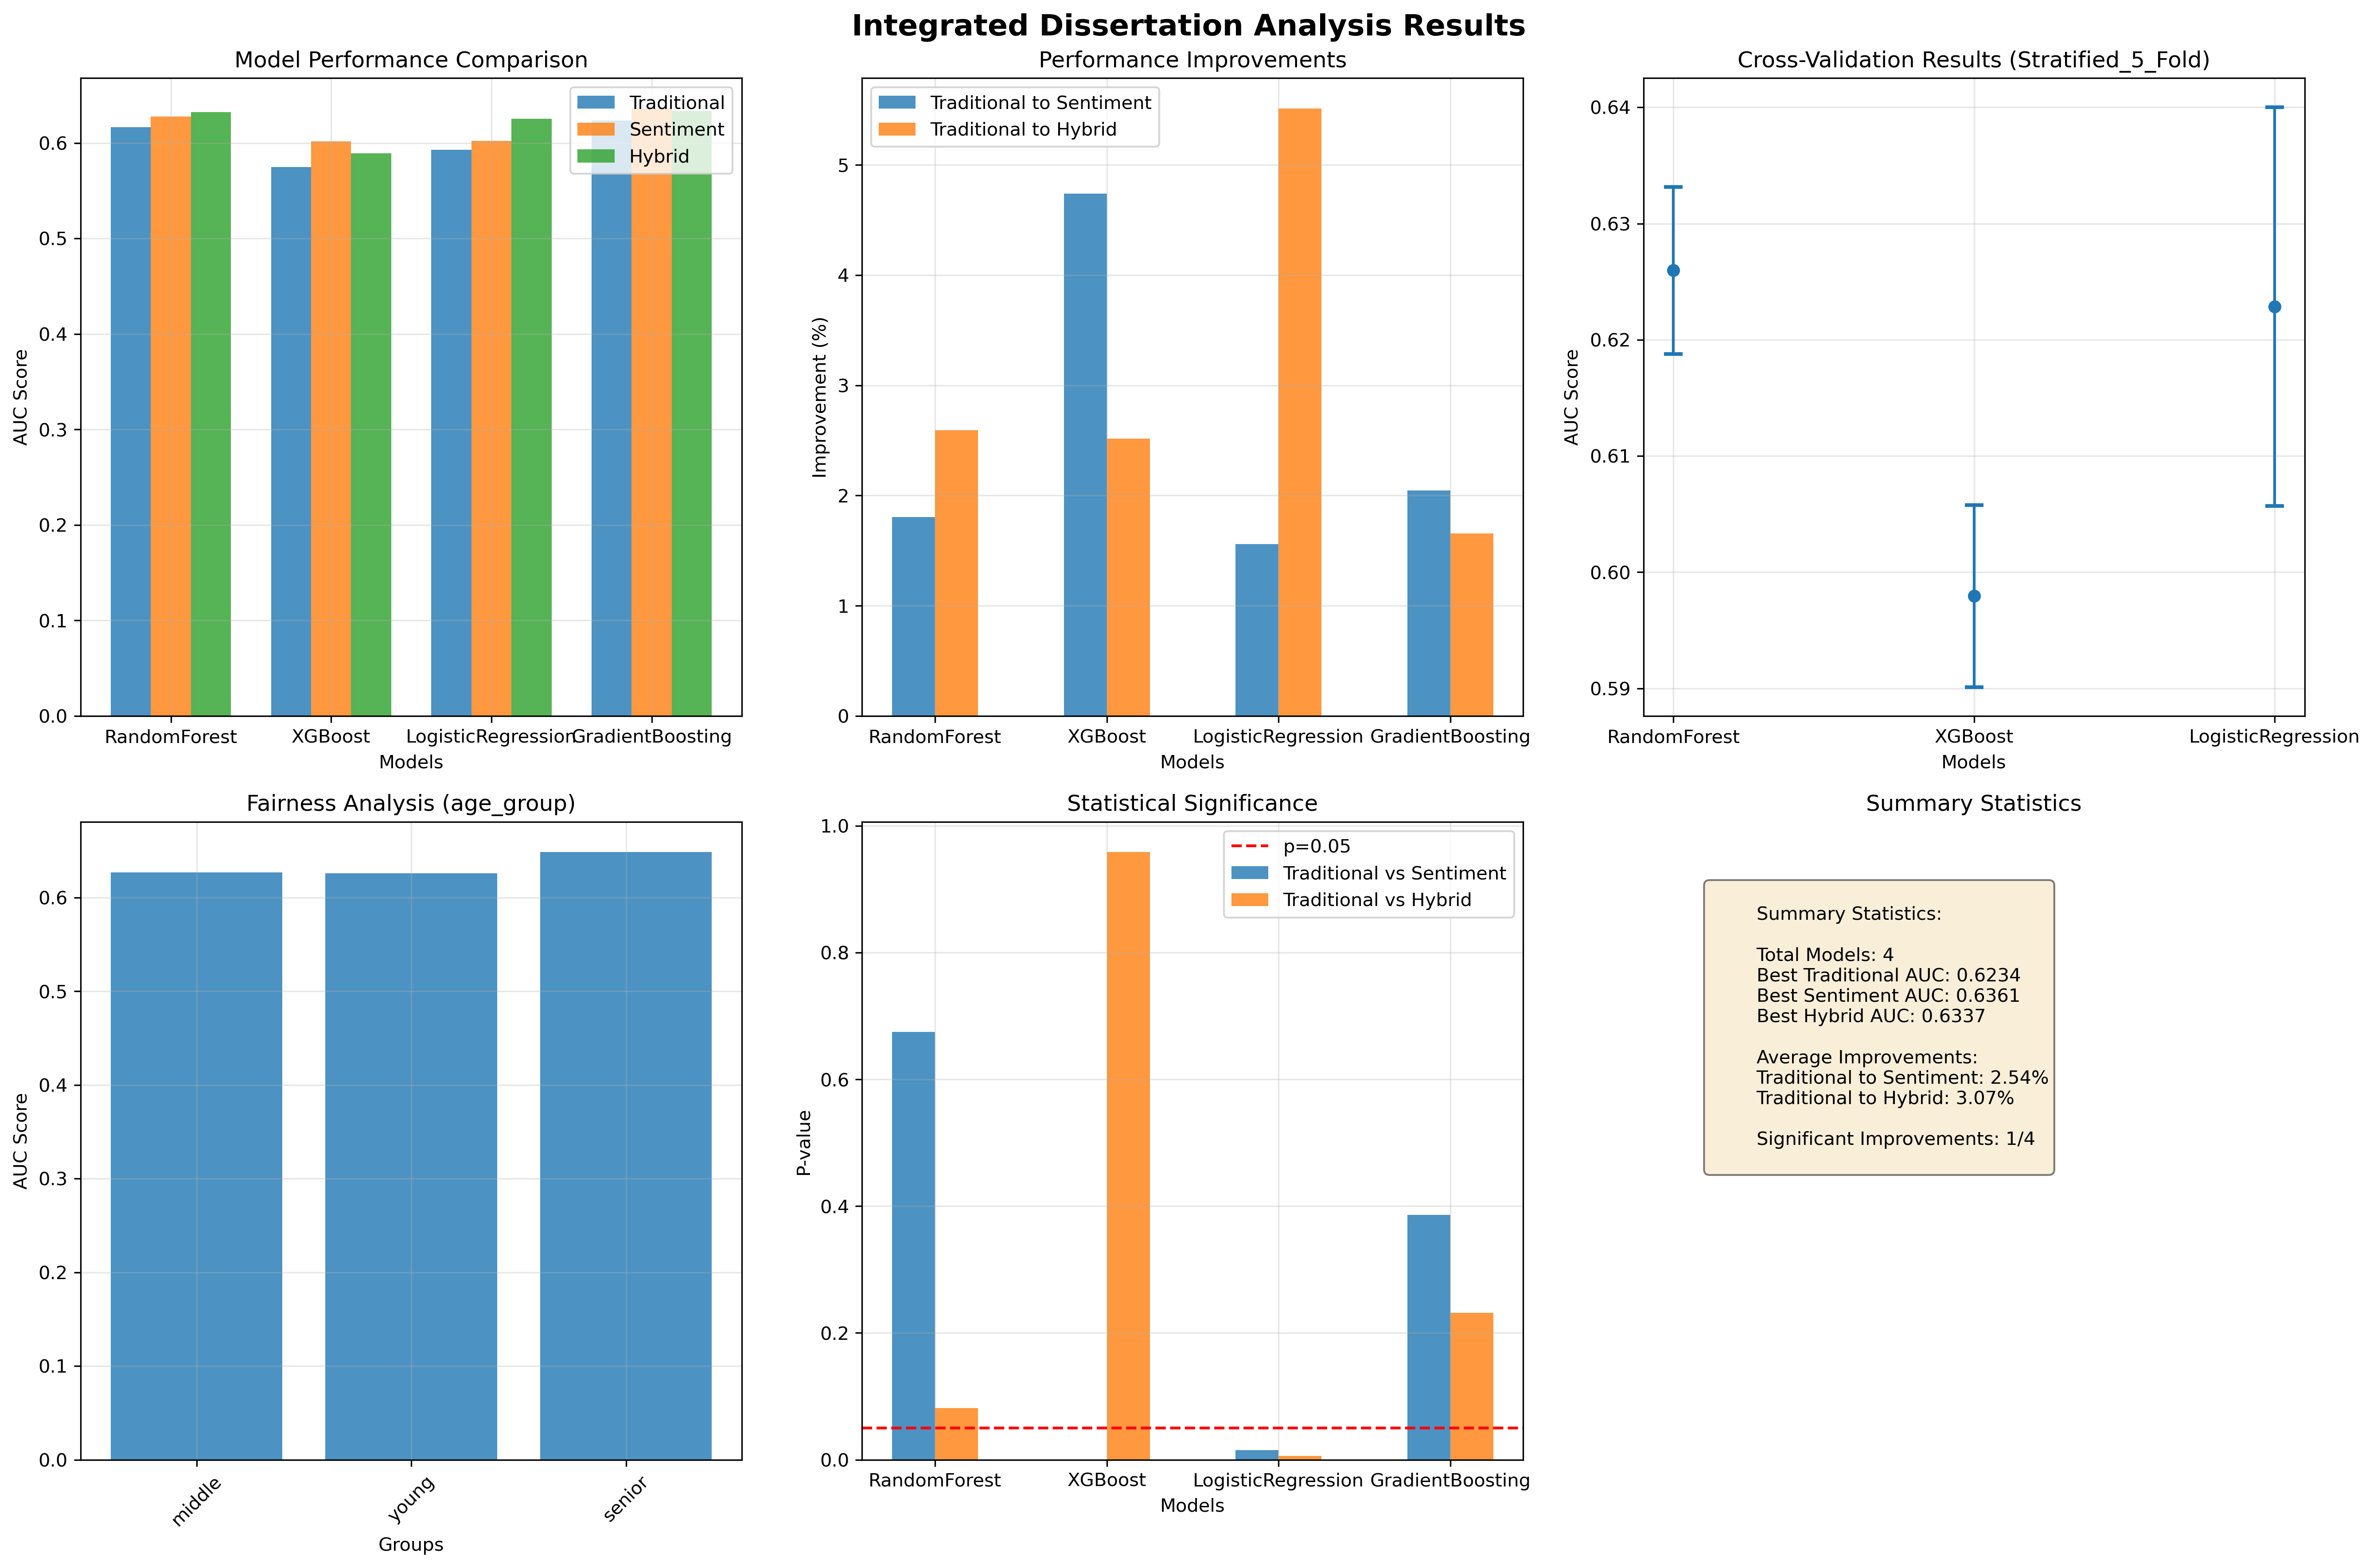 Integrated Dissertation Analysis Results
Model Performance Comparison
Traditional
Sentiment
Hybrid
AUC Score
0.6
0.5
0.4
0.3
0.2
0.1
0.0
RandomForest
XGBoost
LogisticRegression
GradientBoosting
Models
Performance Improvements
Traditional to Sentiment
Traditional to Hybrid
Improvement (%)
5
4
3
2
1
0
RandomForest
XGBoost
LogisticRegression
GradientBoosting
Models
Cross-Validation Results (Stratified_5_Fold)
AUC Score
0.64
0.63
0.62
0.61
0.60
0.59
RandomForest
XGBoost
LogisticRegression
Models
Fairness Analysis (age_group)
AUC Score
0.6
0.5
0.4
0.3
0.2
0.1
0.0
middle
young
senior
Groups
Statistical Significance
p=0.05
Traditional vs Sentiment
Traditional vs Hybrid
P-value
1.0
0.8
0.6
0.4
0.2
0.0
RandomForest
XGBoost
LogisticRegression
GradientBoosting
Models
Summary Statistics
Summary Statistics:
Total Models: 4
Best Traditional AUC: 0.6234
Best Sentiment AUC: 0.6361
Best Hybrid AUC: 0.6337
Average Improvements:
Traditional to Sentiment: 2.54%
Traditional to Hybrid: 3.07%
Significant Improvements: 1/4